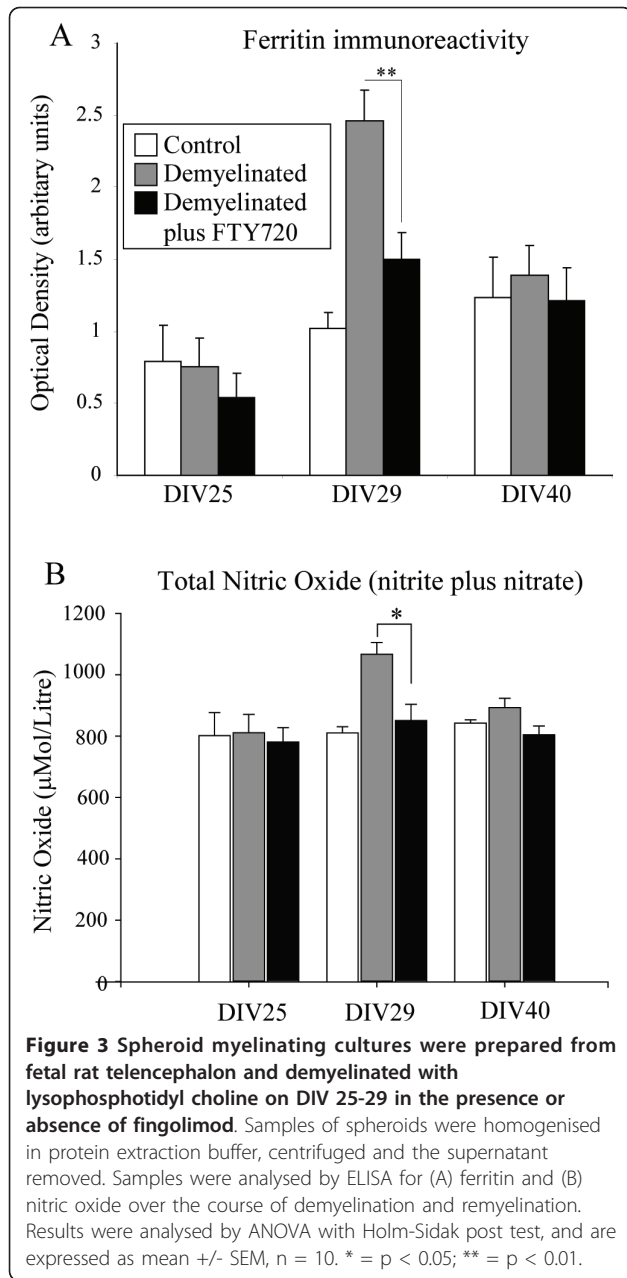 A
Ferritin immunoreactivity
3
2.5
2
1.5
1
0.5
0
Optical Density (arbitary units)
**
Control
Demyelinated
Demyelinated
plus FTY720
DIV25 DIV29 DIV40
B
Total Nitric Oxide (nitrite plus nitrate)
1200
1000
800
600
400
200
0
Nitric Oxide (µMol/Litre)
*
DIV25 DIV29 DIV40
Figure 3 Spheroid myelinating cultures were prepared from
fetal rat telencephalon and demyelinated with
lysophosphotidyl choline on DIV 25-29 in the presence or
absence of fingolimod. Samples of spheroids were homogenised
in protein extraction buffer, centrifuged and the supernatant
removed. Samples were analysed by ELISA for (A) ferritin and (B)
nitric oxide over the course of demyelination and remyelination.
Results were analysed by ANOVA with Holm-Sidak post test, and are
expressed as mean +/- SEM, n = 10. * = p < 0.05; ** = p < 0.01.